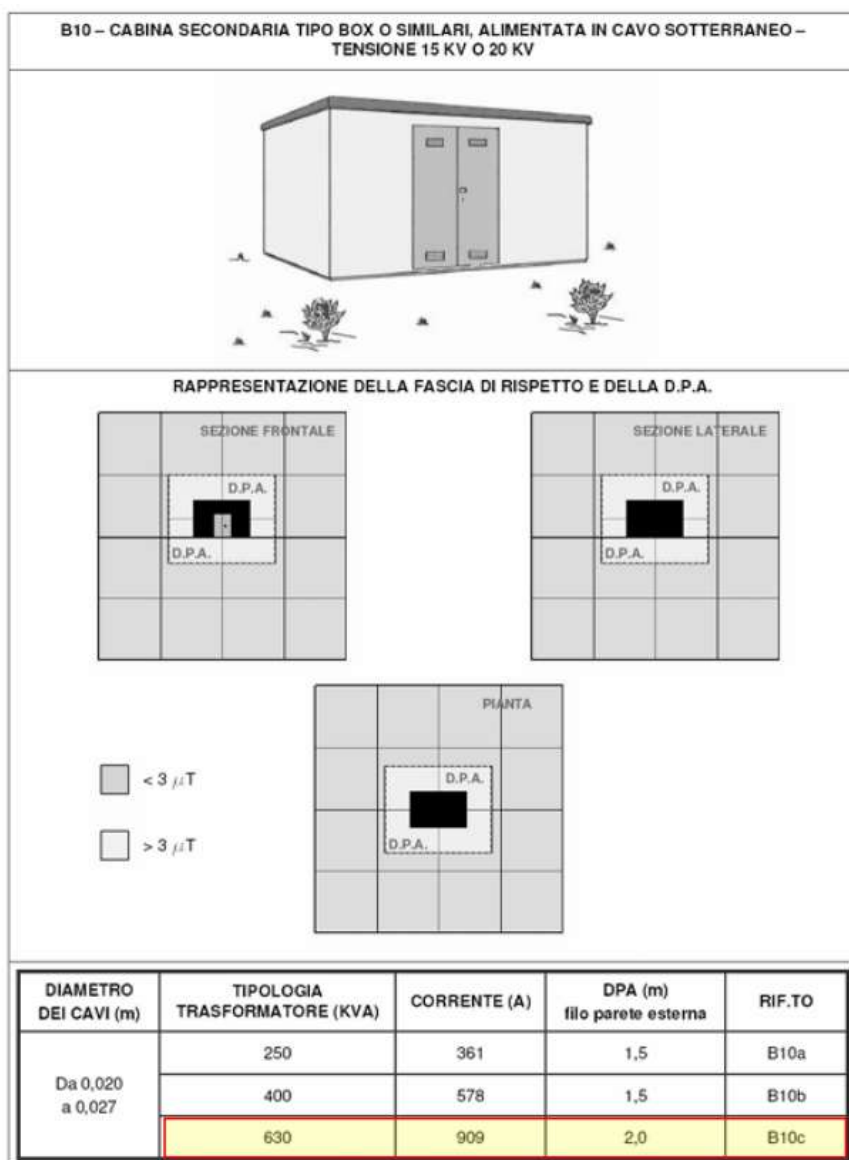 B10 – CABINA SECONDARIA TIPO BOX O SIMILARI, ALIMENTATA IN CAVO SOTTERRANEO –
TENSIONE 15 KV O 20 KV
RAPPRESENTAZIONE DELLA FASCIA DI RISPETTO E DELLA D.P.A.
SEZIONE FRONTALE
D.P.A.
D.P.A.
SEZIONE LATERALE
D.P.A.
D.P.A.
PIANTA
D.P.A.
D.P.A.
< 3 μT
> 3 μT
DIAMETRO
DEI CAVI (m)
TIPOLOGIA
TRASFORMATORE (KVA)
CORRENTE (A)
DPA (m)
filo parete esterna
RIF.TO
Da 0,020
a 0,027
250 361 1,5 B10a
400 578 1,5 B10b
630 909 2,0 B10c